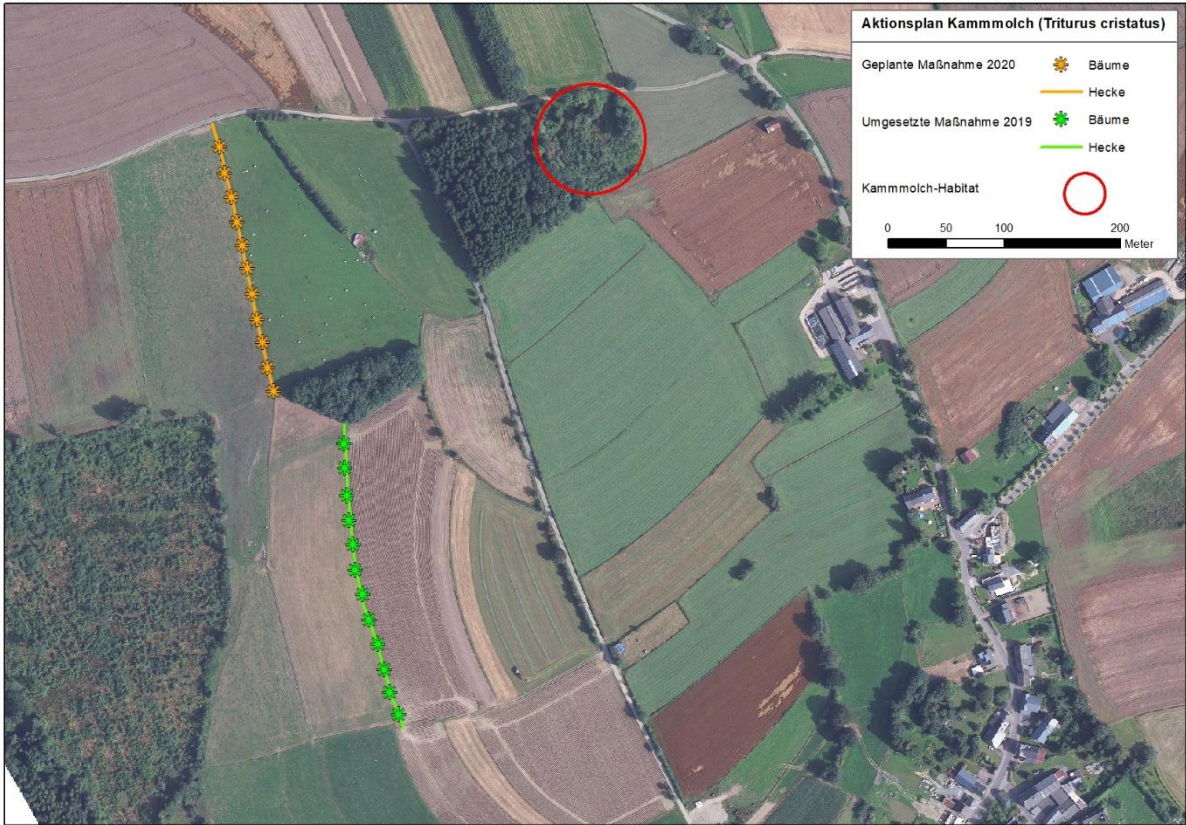 Aktionsplan Kammmolch (Triturus cristatus)
Geplante Maßnahme 2020 Bäume
Hecke
Umgesetzte Maßnahme 2019 Bäume
Hecke
Kammmolch-Habitat
0 50 100 200
Meter